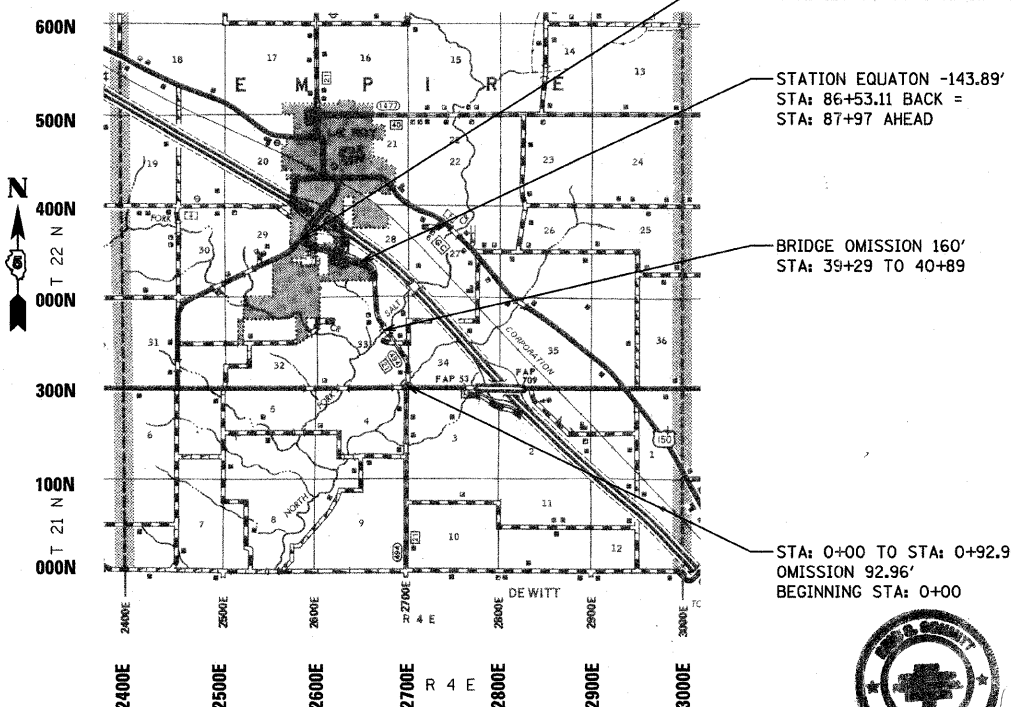 600N
500N
400N
000N
300N
100N
000N
N
T 22 N
T 21 N
E M P I R E
18
17
16
15
14
13
21
1477
40
19
20
21
22
23
24
30
29
28
27
26
25
FORK
SALT
CR
31
32
33
34
35
36
CORPORATION
494
FAP 53
FAP 709
FORK
150
6
5
4
3
2
1
NORTH
7
8
9
10
11
12
494
21
DEWITT
2400E
2500E
2600E
2700E
2800E
2900E
3000E
R 4 E
2400E
2500E
2600E
2700E
2800E
2900E
3000E
R 4 E
STATION EQUATON -143.89'
STA: 86+53.11 BACK =
STA: 87+97 AHEAD
BRIDGE OMISSION 160'
STA: 39+29 TO 40+89
STA: 0+00 TO STA: 0+92.9
OMISSION 92.96'
BEGINNING STA: 0+00
SCHMITT